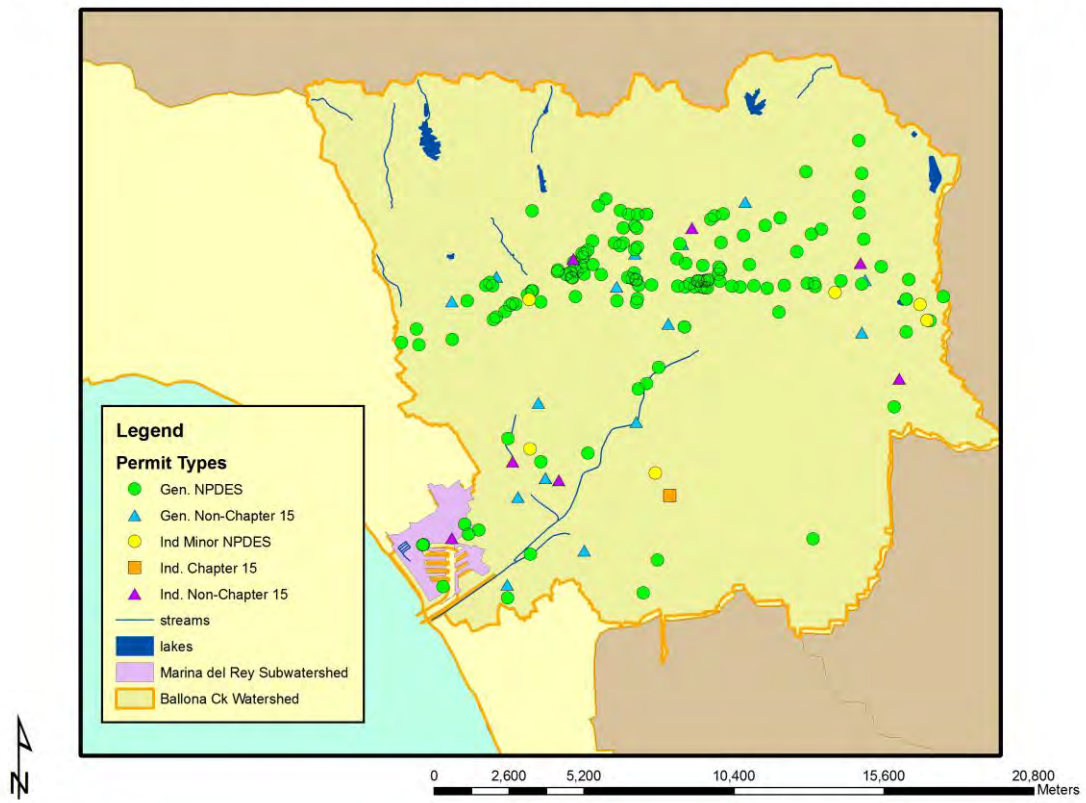 Legend
Permit Types
Gen. NPDES
Gen. Non-Chapter 15
Ind Minor NPDES
Ind. Chapter 15
Ind. Non-Chapter 15
streams
lakes
Marina del Rey Subwatershed
Ballona Ck Watershed
N
0 2,600 5,200 10,400 15,600 20,800
Meters